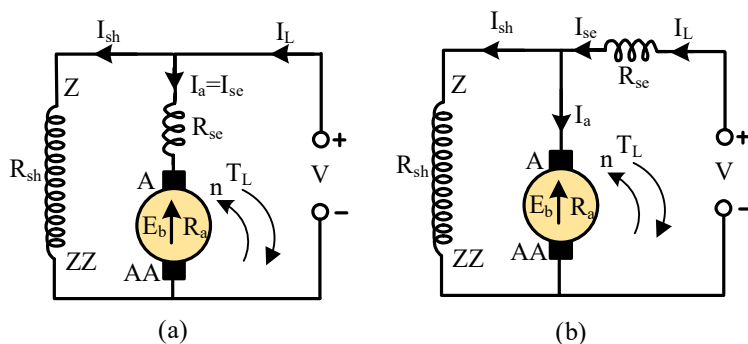 I_sh
I_L
Z
I_a=I_se
R_se
R_sh
A
n
T_L
+
V
E_b
R_a
−
ZZ
AA
(a)
I_sh
I_se
I_L
Z
R_se
I_a
R_sh
A
n
T_L
+
V
E_b
R_a
−
ZZ
AA
(b)